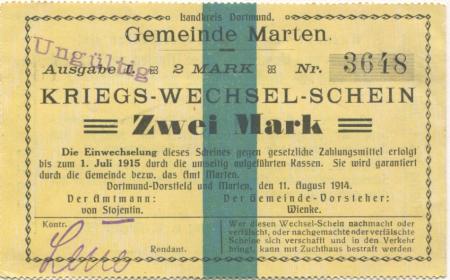 Landkreis Dortmund.
Gemeinde Marten.
Ungültig
Ausgabe I. 2 MARK Nr. 3648
KRIEGS-WECHSEL-SCHEIN
Zwei Mark
Die Einwechselung dieses Scheines gegen gesetzliche Zahlungsmittel erfolgt
bis zum 1. Juli 1915 durch die umseitig aufgeführten Kassen. Sie wird garantiert
durch die Gemeinde bezw. das Amt Marten.
Dortmund-Dorstfeld und Marten, den 11. August 1914.
Der Amtmann: Der Gemeinde-Vorsteher:
von Stojentin. Wienke.
Kontr. Rendant.
Wer diesen Wechsel-Schein nachmacht oder
verfälscht, oder nachgemachte oder verfälschte
Scheine sich verschafft und in den Verkehr
bringt, kann mit Zuchthaus bestraft werden.